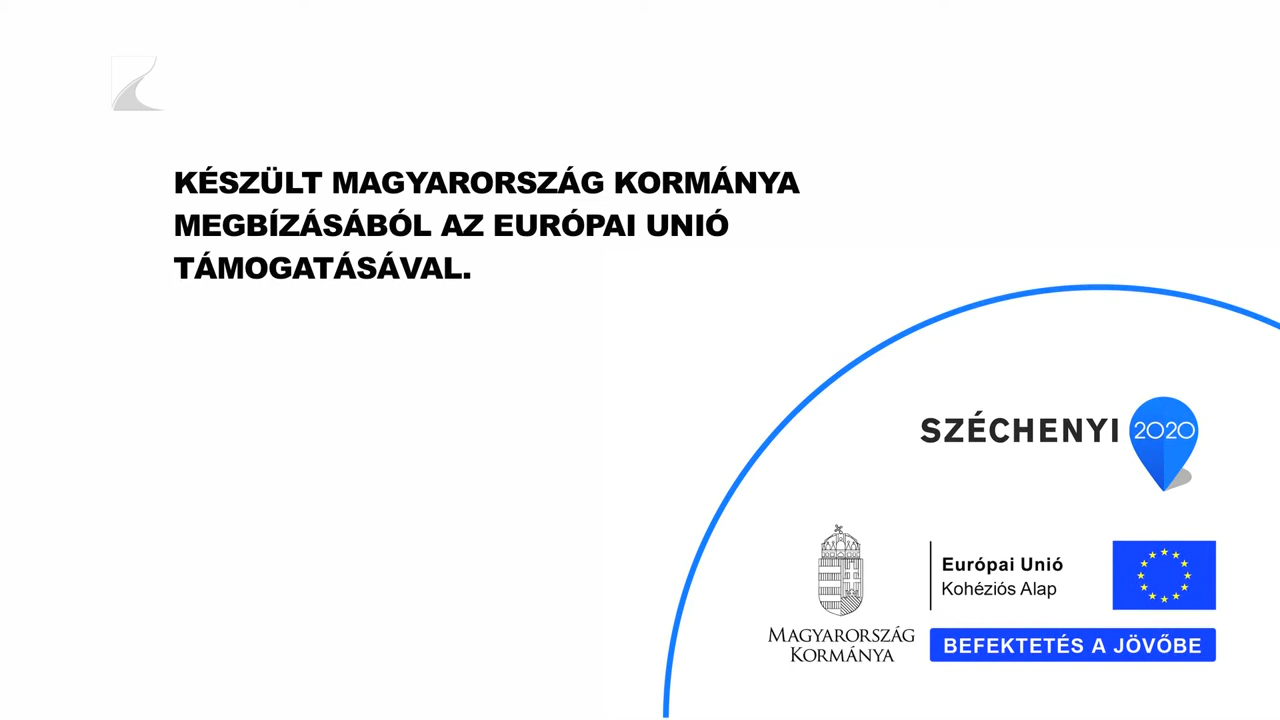 KÉSZÜLT MAGYARORSZÁG KORMÁNYA
MEGBÍZÁSÁBÓL AZ EURÓPAI UNIÓ
TÁMOGATÁSÁVAL.
SZÉCHENYI 2020
Európai Unió
Kohéziós Alap
MAGYARORSZÁG
KORMÁNYA
BEFEKTETÉS A JÖVŐBE